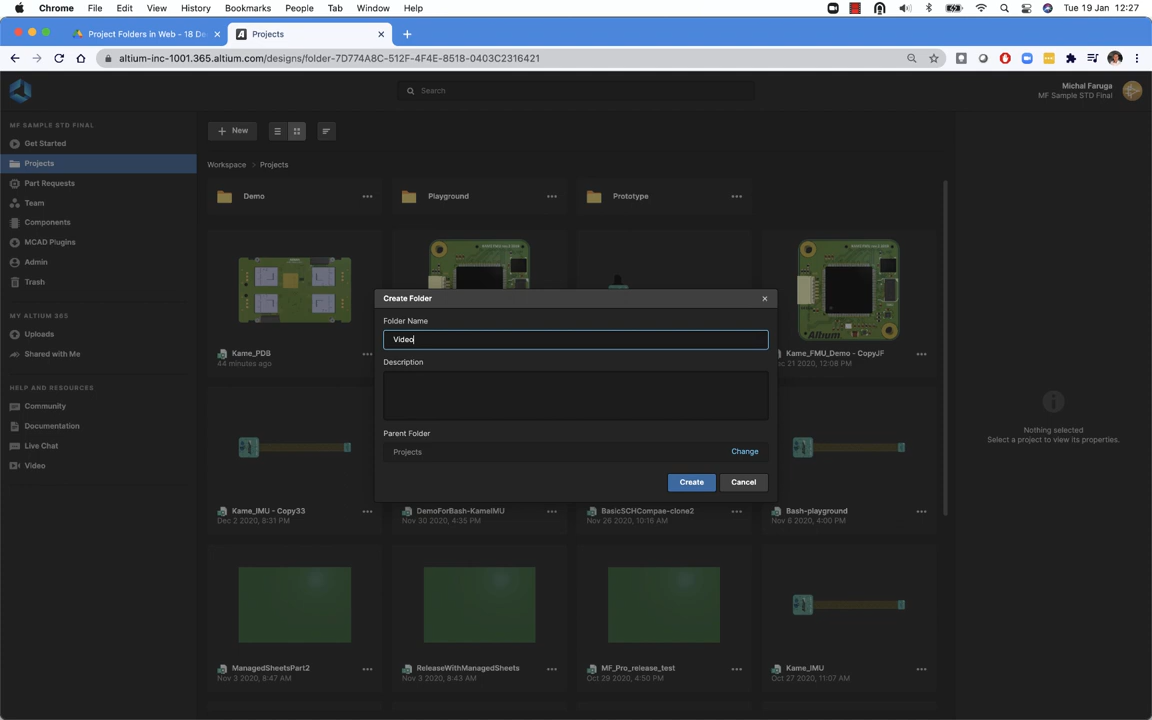 Chrome File Edit View History Bookmarks People Tab Window Help Tue 19 Jan 12:27
Project Folders in Web - 18 De Projects
altium-inc-1001.365.altium.com/designs/folder-7D774A8C-512F-4F4E-8518-0403C2316421
Search
Michal Faruga
MF Sample STD Final
MF SAMPLE STD FINAL
Get Started
Projects
Part Requests
Team
Components
MCAD Plugins
Admin
Trash
MY ALTIUM 365
Uploads
Shared with Me
HELP AND RESOURCES
Community
Documentation
Live Chat
Video
+ New
Workspace > Projects
Demo Playground Prototype
Create Folder
Folder Name
Video
Description
Parent Folder
Projects Change
Create Cancel
Kame_PDB Kame_FMU_Demo - CopyJF
44 minutes ago Dec 21 2020, 12:08 PM
Kame_IMU - Copy33 DemoForBash-KameIMU BasicSCHCompae-clone2 Bash-playground
Dec 2 2020, 8:31 PM Nov 30 2020, 4:35 PM Nov 26 2020, 10:16 AM Nov 6 2020, 4:00 PM
ManagedSheetsPart2 ReleaseWithManagedSheets MF_Pro_release_test Kame_IMU
Nov 3 2020, 8:47 AM Nov 3 2020, 8:43 AM Oct 29 2020, 4:50 PM Oct 27 2020, 11:07 AM
Nothing selected
Select a project to view its properties.